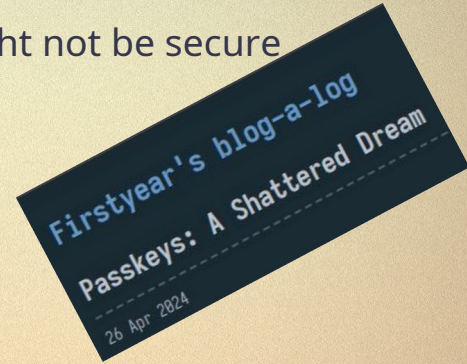 ht not be secure
Firstyear's blog-a-log
Passkeys: A Shattered Dream
26 Apr 2024